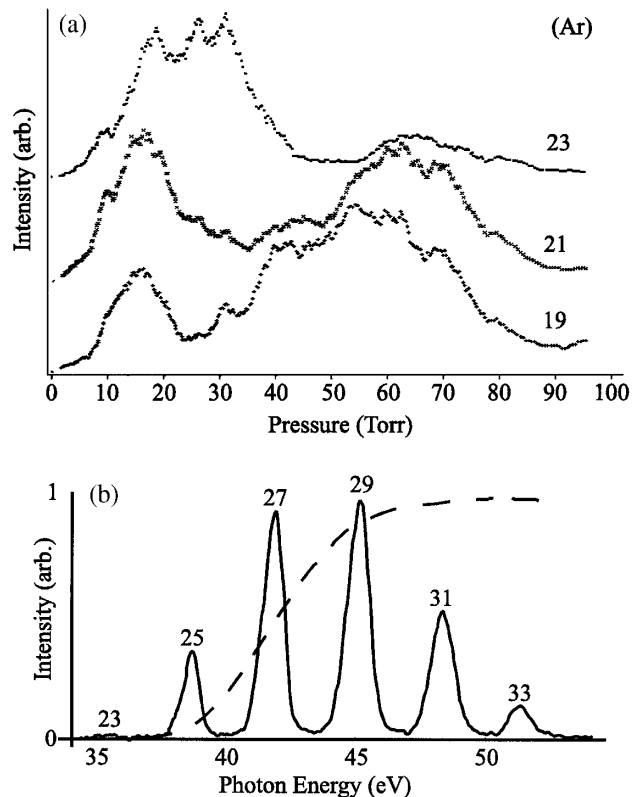 (a) (Ar)
23
21
19
Intensity (arb.)
0 10 20 30 40 50 60 70 80 90 100
Pressure (Torr)
(b)
1
27 29
25 31
33
23
Intensity (arb.)
0
35 40 45 50
Photon Energy (eV)